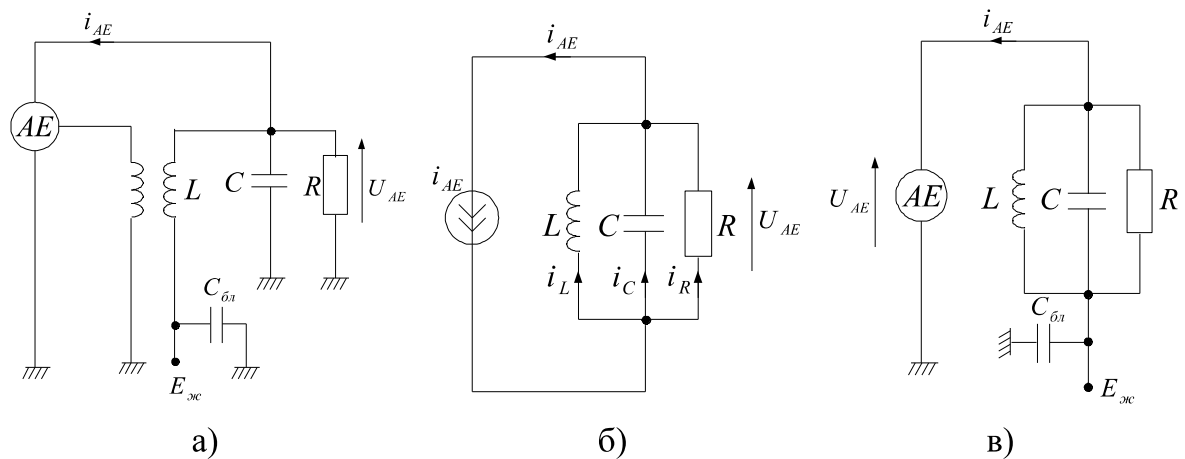 i_AE
AE
L
C
R
U_AE
C_бл
E_ж
а)
i_AE
i_AE
L
C
R
U_AE
i_L
i_C
i_R
б)
i_AE
U_AE
AE
L
C
R
C_бл
E_ж
в)